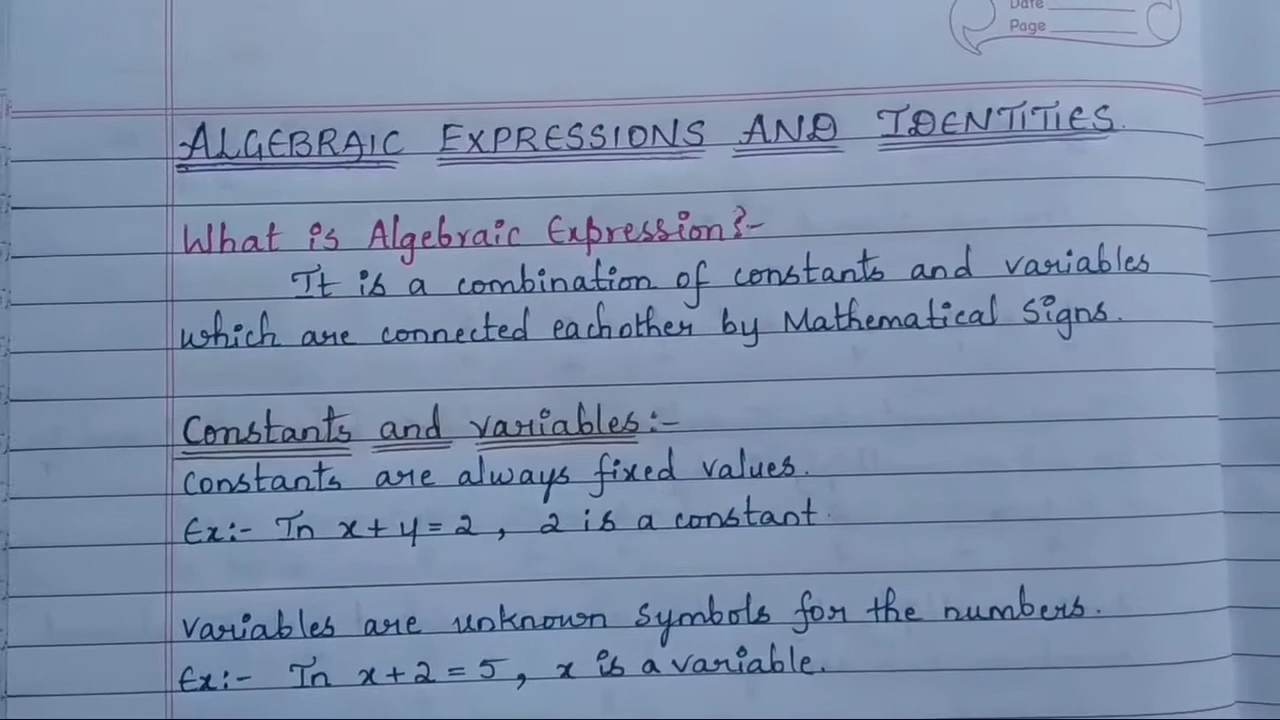 Date
Page
ALGEBRAIC EXPRESSIONS AND IDENTITIES.
What is Algebraic Expression?-
It is a combination of constants and variables
which are connected eachother by Mathematical Signs.
Constants and variables:-
constants are always fixed values.
Ex:- In x+y=2, 2 is a constant.
variables are unknown symbols for the numbers.
Ex:- In x+2=5, x is a variable.